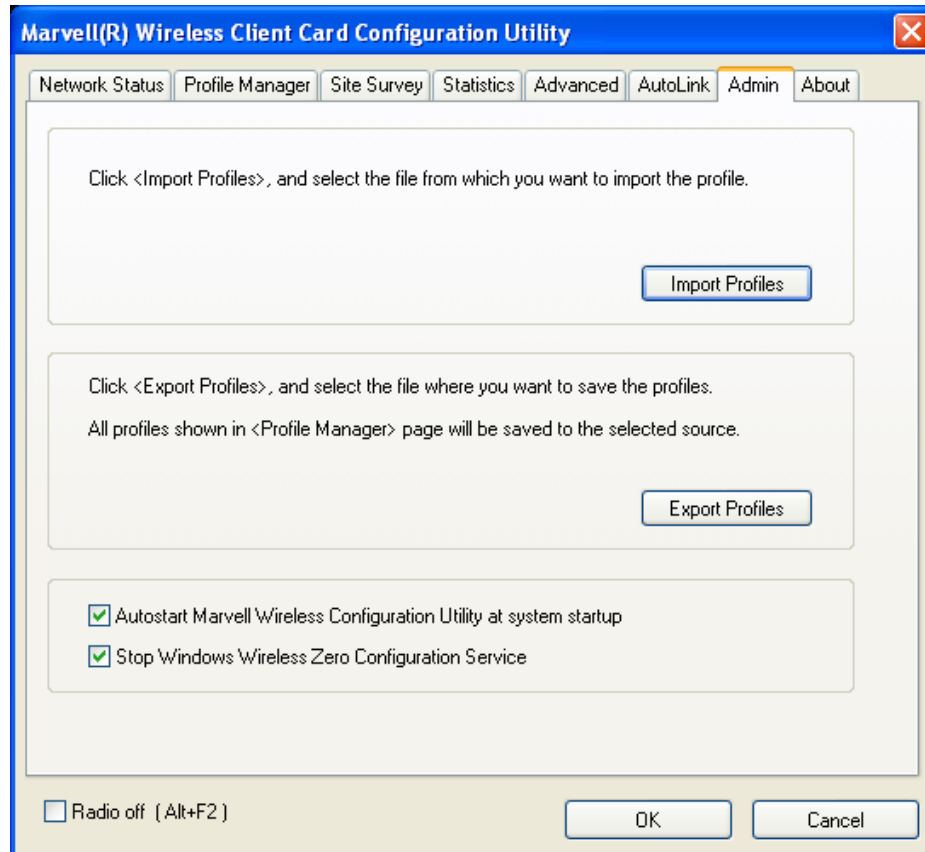 Marvell(R) Wireless Client Card Configuration Utility
Network Status Profile Manager Site Survey Statistics Advanced AutoLink Admin About
Click <Import Profiles>, and select the file from which you want to import the profile.
Import Profiles
Click <Export Profiles>, and select the file where you want to save the profiles.
All profiles shown in <Profile Manager> page will be saved to the selected source.
Export Profiles
Autostart Marvell Wireless Configuration Utility at system startup
Stop Windows Wireless Zero Configuration Service
Radio off ( Alt+F2 )
OK Cancel